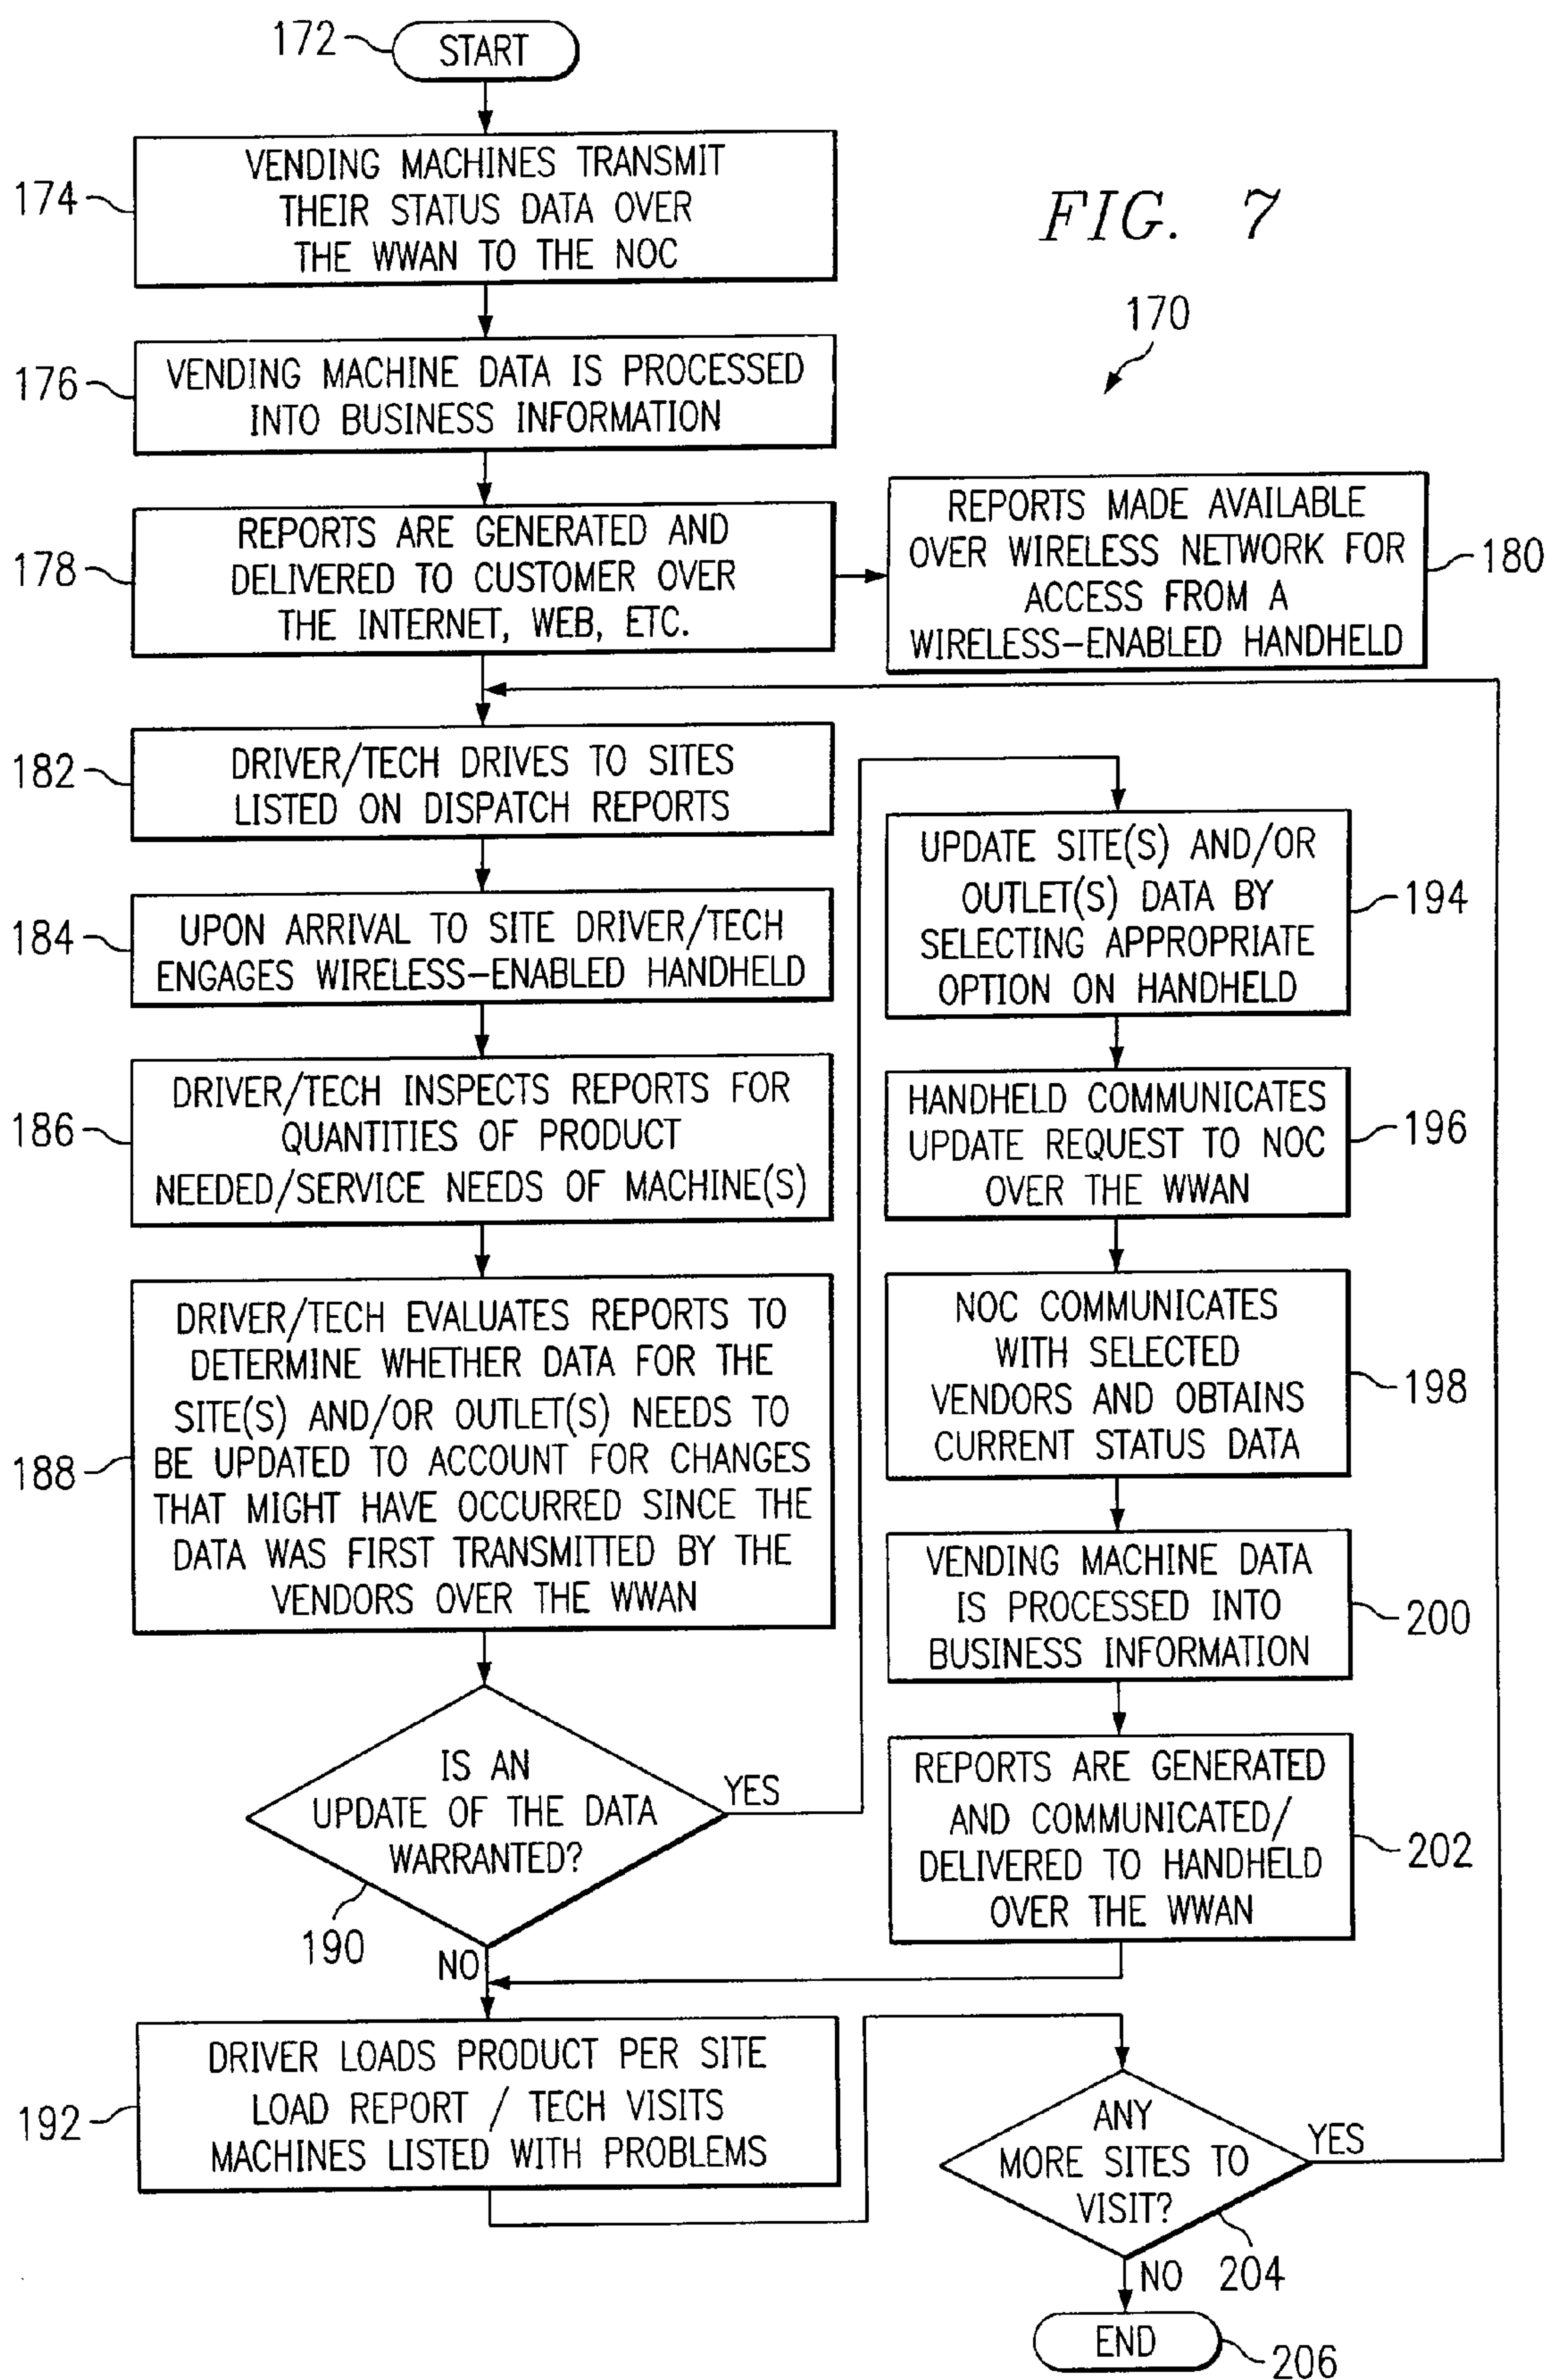 172
START
174
VENDING MACHINES TRANSMIT
THEIR STATUS DATA OVER
THE WWAN TO THE NOC
FIG. 7
170
176
VENDING MACHINE DATA IS PROCESSED
INTO BUSINESS INFORMATION
178
REPORTS ARE GENERATED AND
DELIVERED TO CUSTOMER OVER
THE INTERNET, WEB, ETC.
REPORTS MADE AVAILABLE
OVER WIRELESS NETWORK FOR
ACCESS FROM A
WIRELESS-ENABLED HANDHELD
180
182
DRIVER/TECH DRIVES TO SITES
LISTED ON DISPATCH REPORTS
184
UPON ARRIVAL TO SITE DRIVER/TECH
ENGAGES WIRELESS-ENABLED HANDHELD
186
DRIVER/TECH INSPECTS REPORTS FOR
QUANTITIES OF PRODUCT
NEEDED/SERVICE NEEDS OF MACHINE(S)
188
DRIVER/TECH EVALUATES REPORTS TO
DETERMINE WHETHER DATA FOR THE
SITE(S) AND/OR OUTLET(S) NEEDS TO
BE UPDATED TO ACCOUNT FOR CHANGES
THAT MIGHT HAVE OCCURRED SINCE THE
DATA WAS FIRST TRANSMITTED BY THE
VENDORS OVER THE WWAN
IS AN
UPDATE OF THE DATA
WARRANTED?
YES
190
NO
UPDATE SITE(S) AND/OR
OUTLET(S) DATA BY
SELECTING APPROPRIATE
OPTION ON HANDHELD
194
HANDHELD COMMUNICATES
UPDATE REQUEST TO NOC
OVER THE WWAN
196
NOC COMMUNICATES
WITH SELECTED
VENDORS AND OBTAINS
CURRENT STATUS DATA
198
VENDING MACHINE DATA
IS PROCESSED INTO
BUSINESS INFORMATION
200
REPORTS ARE GENERATED
AND COMMUNICATED/
DELIVERED TO HANDHELD
OVER THE WWAN
202
192
DRIVER LOADS PRODUCT PER SITE
LOAD REPORT / TECH VISITS
MACHINES LISTED WITH PROBLEMS
ANY
MORE SITES TO
VISIT?
YES
204
NO
END
206